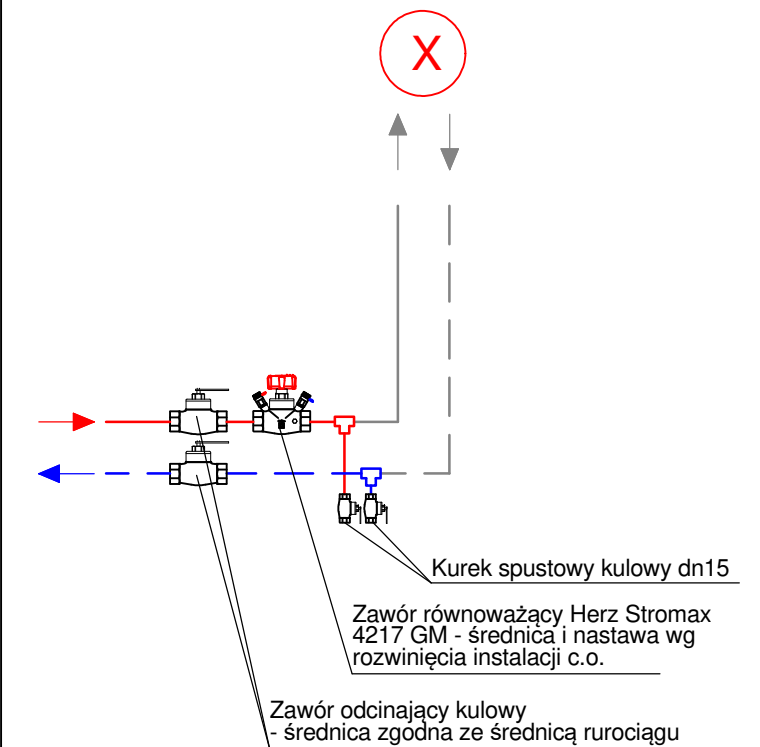 X
Kurek spustowy kulowy dn15
Zawór równoważący Herz Stromax
4217 GM - średnica i nastawa wg
rozwinięcia instalacji c.o.
Zawór odcinający kulowy
- średnica zgodna ze średnicą rurociągu